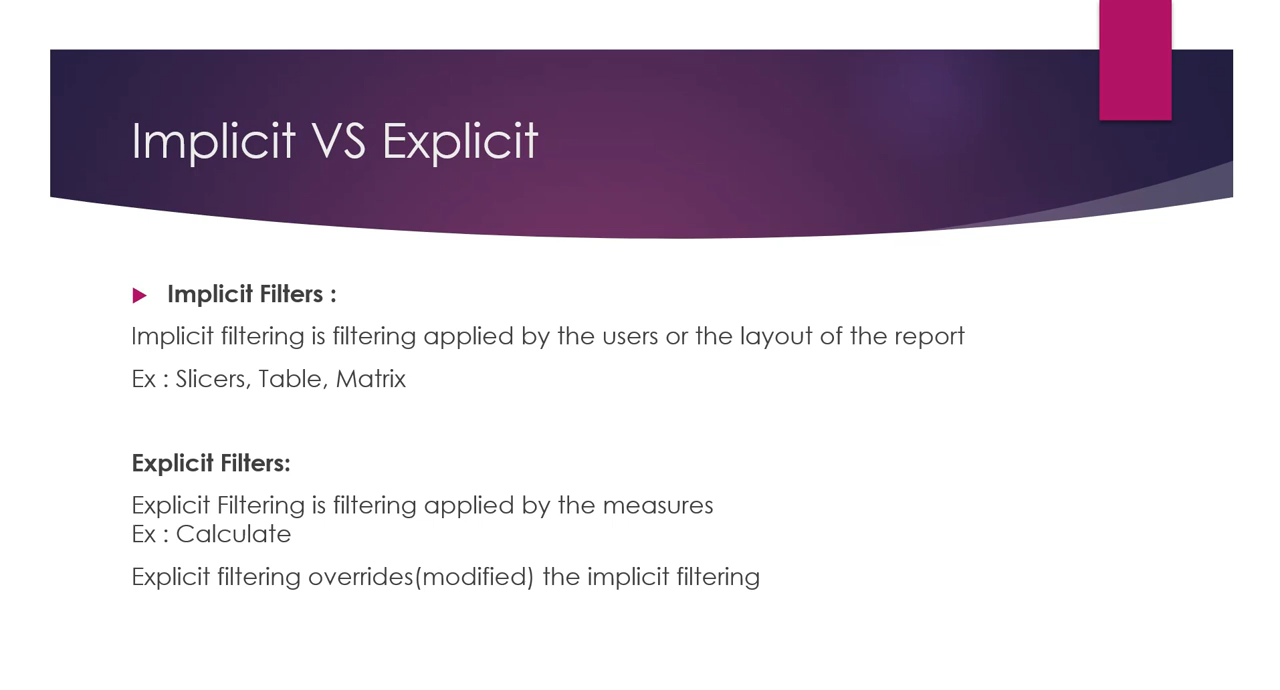 Implicit VS Explicit
Implicit Filters :
Implicit filtering is filtering applied by the users or the layout of the report
Ex : Slicers, Table, Matrix
Explicit Filters:
Explicit Filtering is filtering applied by the measures
Ex : Calculate
Explicit filtering overrides(modified) the implicit filtering